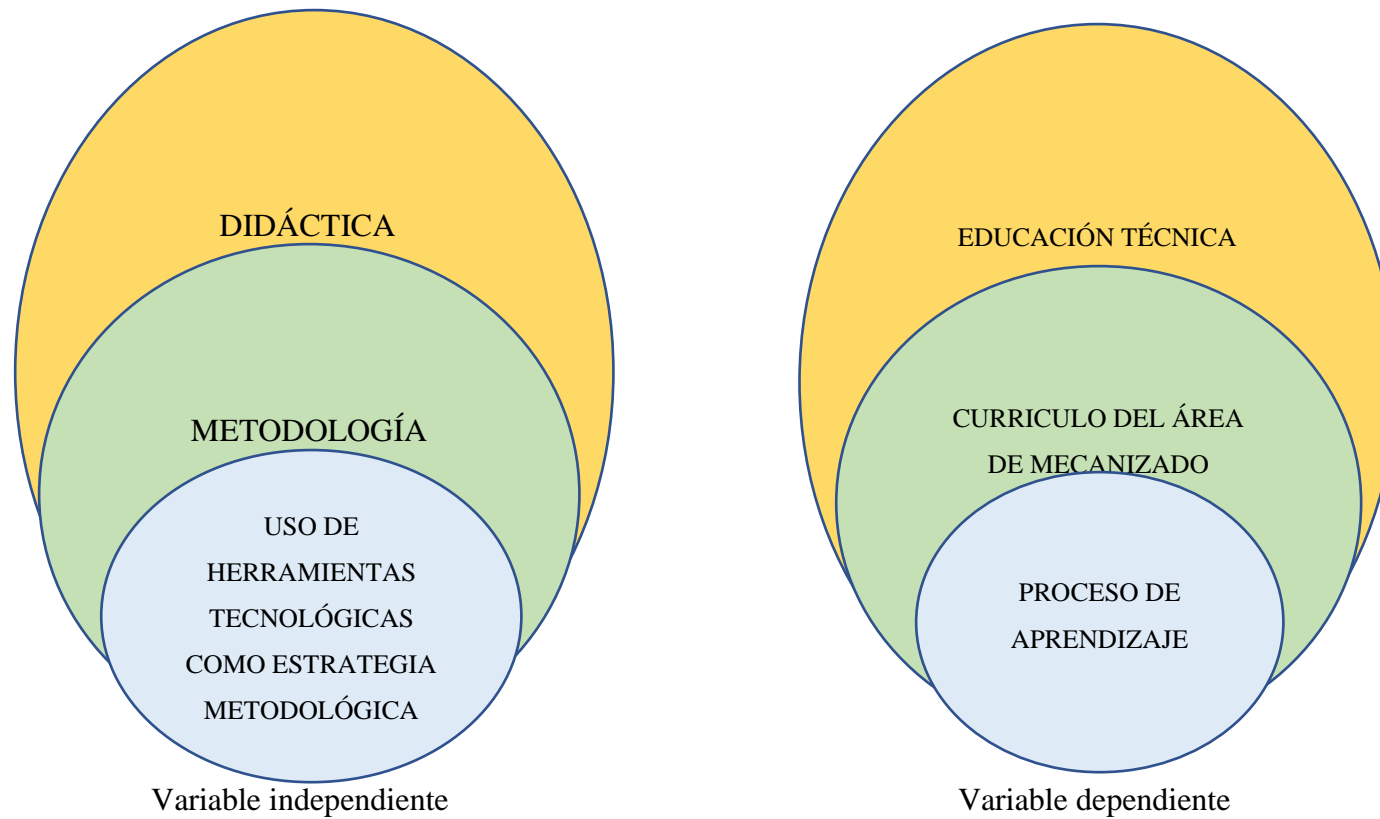 DIDÁCTICA
METODOLOGÍA
USO DE
HERRAMIENTAS
TECNOLÓGICAS
COMO ESTRATEGIA
METODOLÓGICA
Variable independiente
EDUCACIÓN TÉCNICA
CURRICULO DEL ÁREA
DE MECANIZADO
PROCESO DE
APRENDIZAJE
Variable dependiente